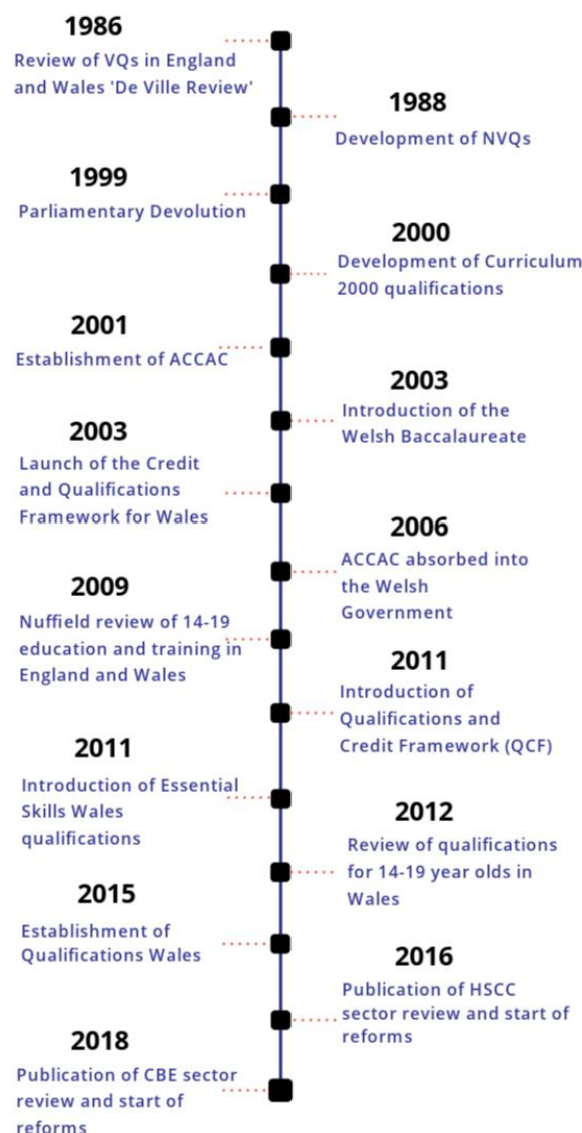 1986
Review of VQs in England
and Wales 'De Ville Review'
1988
Development of NVQs
1999
Parliamentary Devolution
2000
Development of Curriculum
2000 qualifications
2001
Establishment of ACCAC
2003
Introduction of the
Welsh Baccalaureate
2003
Launch of the Credit
and Qualifications
Framework for Wales
2006
ACCAC absorbed into
the Welsh
Government
2009
Nuffield review of 14-19
education and training in
England and Wales
2011
Introduction of
Qualifications and
Credit Framework (QCF)
2011
Introduction of Essential
Skills Wales
qualifications
2012
Review of qualifications
for 14-19 year olds in
Wales
2015
Establishment of
Qualifications Wales
2016
Publication of HSCC
sector review and start of
reforms
2018
Publication of CBE sector
review and start of
reforms